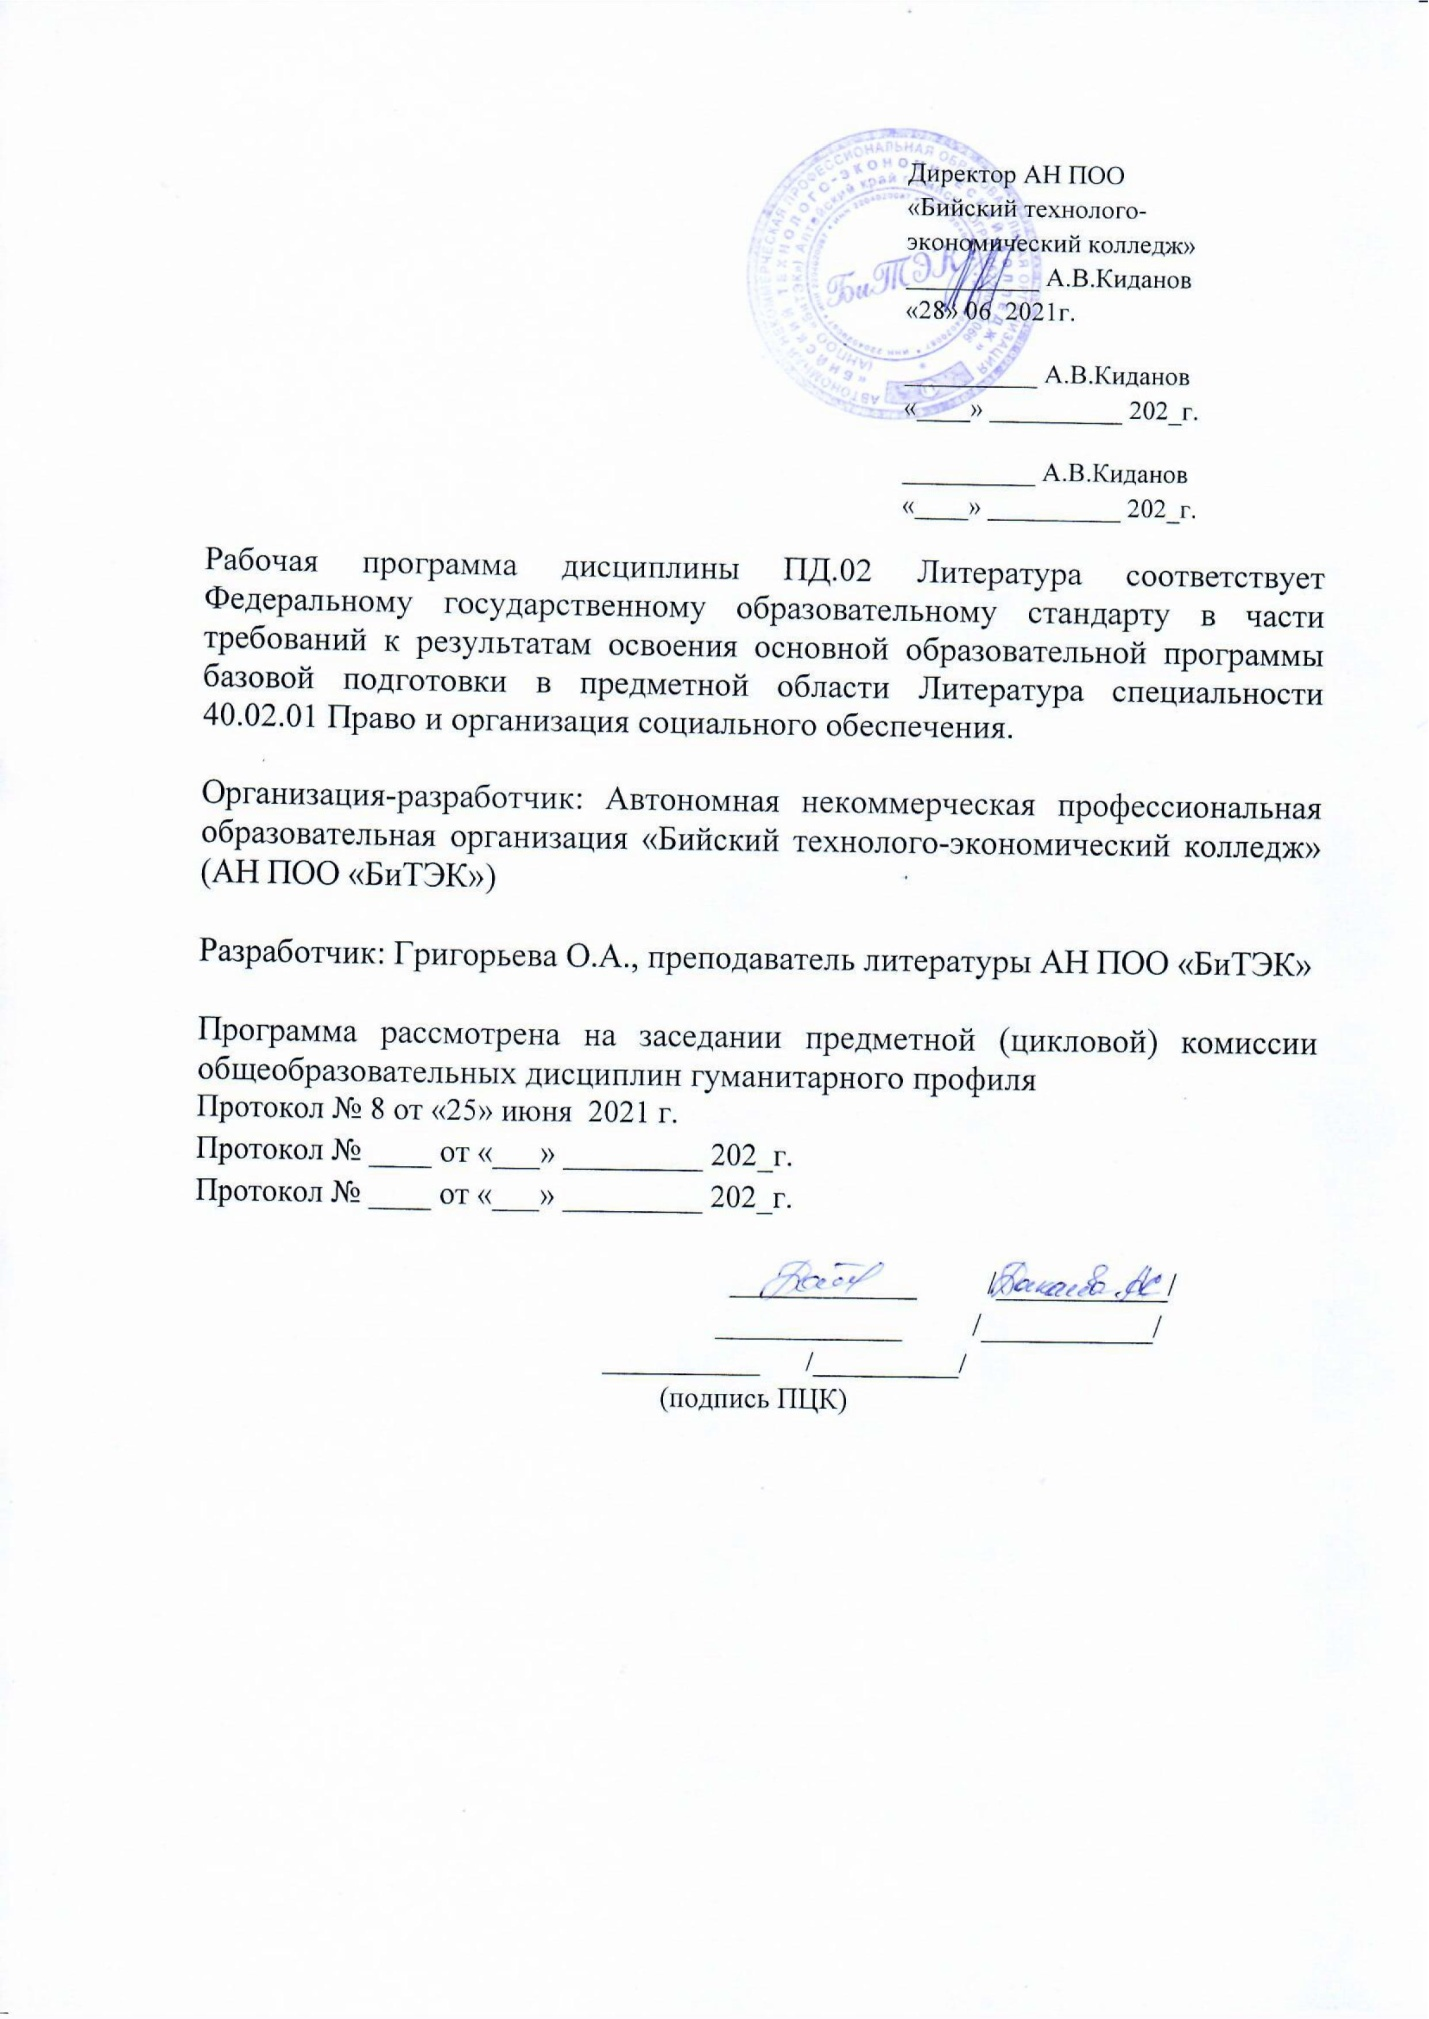 Директор АН ПОО
«Бийский технолого-
экономический колледж»
__________ А.В.Киданов
«28» 06 2021г.
__________ А.В.Киданов
«____» __________ 202_г.
__________ А.В.Киданов
«____» __________ 202_г.
БиТЭК
Рабочая программа дисциплины ПД.02 Литература соответствует
Федеральному государственному образовательному стандарту в части
требований к результатам освоения основной образовательной программы
базовой подготовки в предметной области Литература специальности
40.02.01 Право и организация социального обеспечения.
Организация-разработчик: Автономная некоммерческая профессиональная
образовательная организация «Бийский технолого-экономический колледж»
(АН ПОО «БиТЭК»)
Разработчик: Григорьева О.А., преподаватель литературы АН ПОО «БиТЭК»
Программа рассмотрена на заседании предметной (цикловой) комиссии
общеобразовательных дисциплин гуманитарного профиля
Протокол № 8 от «25» июня 2021 г.
Протокол № ____ от «___» _________ 202_г.
Протокол № ____ от «___» _________ 202_г.
____________ /___________/
____________ /___________/
__________ /_________/
(подпись ПЦК)